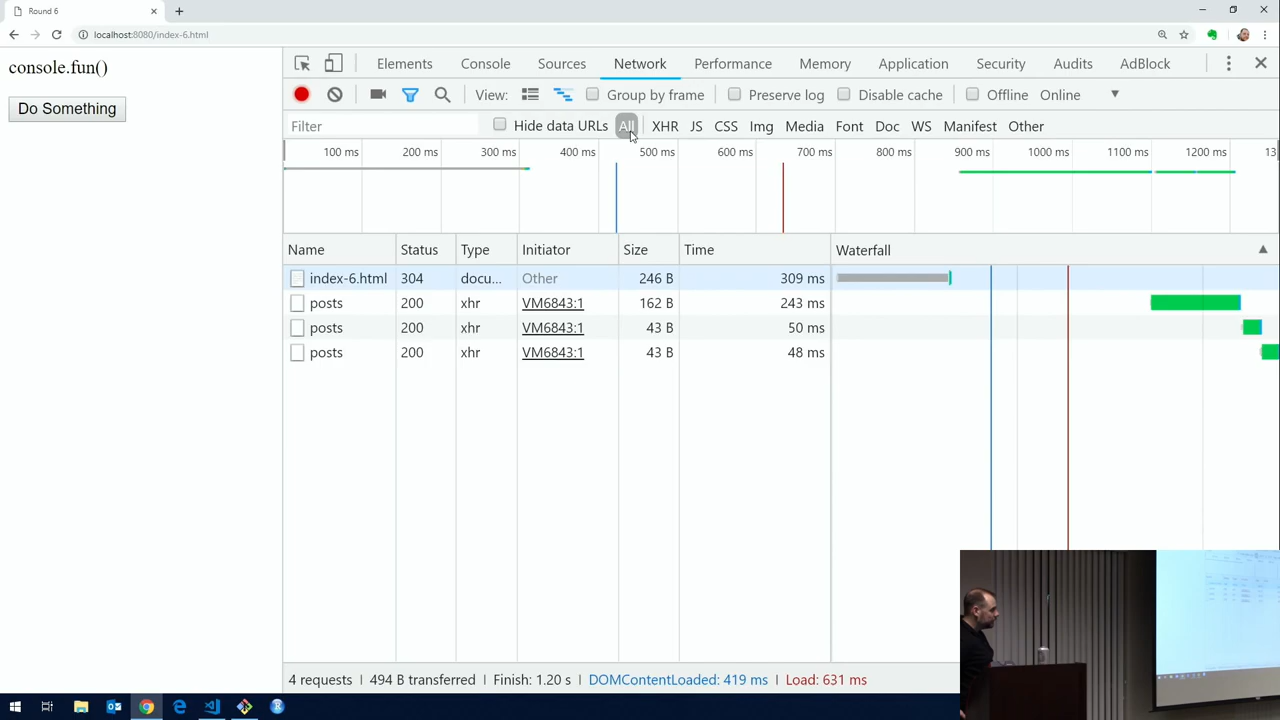 Round 6
localhost:8080/index-6.html
console.fun()
Do Something
Elements Console Sources Network Performance Memory Application Security Audits AdBlock
View: Group by frame Preserve log Disable cache Offline Online
Filter Hide data URLs All XHR JS CSS Img Media Font Doc WS Manifest Other
100 ms 200 ms 300 ms 400 ms 500 ms 600 ms 700 ms 800 ms 900 ms 1000 ms 1100 ms 1200 ms 13
Name Status Type Initiator Size Time Waterfall
index-6.html 304 docu... Other 246 B 309 ms
posts 200 xhr VM6843:1 162 B 243 ms
posts 200 xhr VM6843:1 43 B 50 ms
posts 200 xhr VM6843:1 43 B 48 ms
4 requests | 494 B transferred | Finish: 1.20 s | DOMContentLoaded: 419 ms | Load: 631 ms